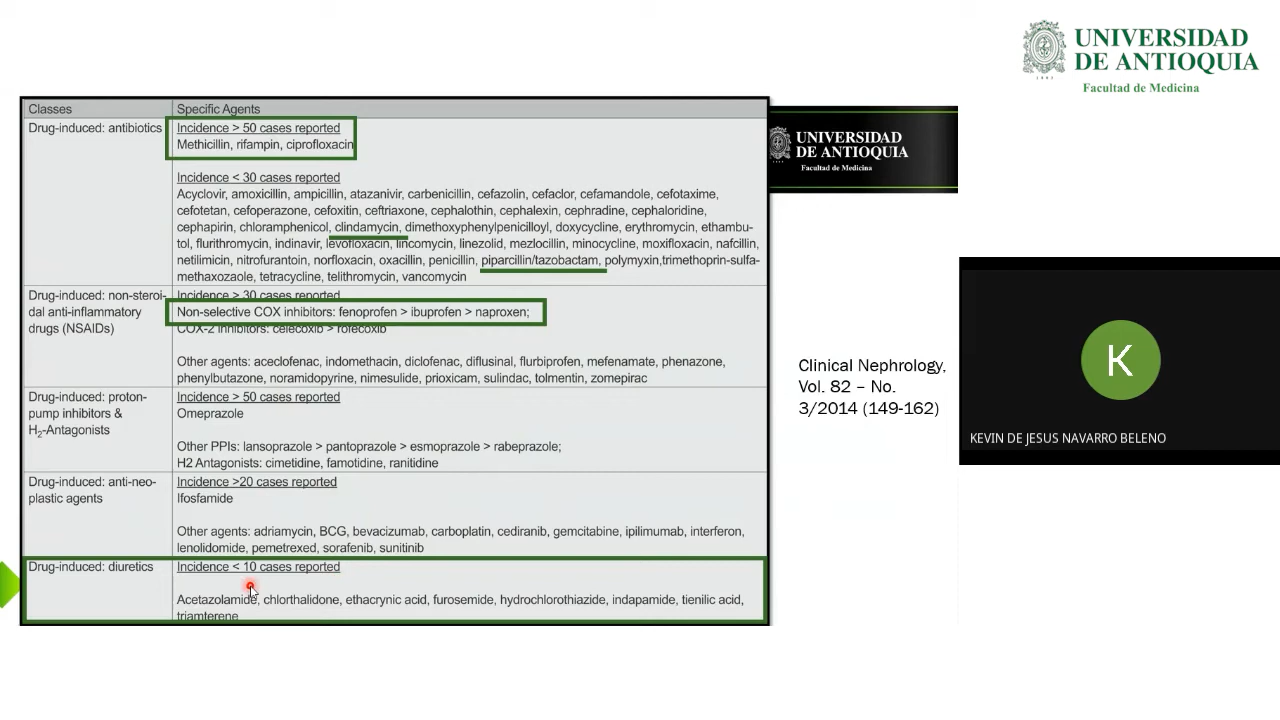 UNIVERSIDAD
DE ANTIOQUIA
1803
Facultad de Medicina
Classes
Specific Agents
Drug-induced: antibiotics
Incidence > 50 cases reported
Methicillin, rifampin, ciprofloxacin
Incidence < 30 cases reported
Acyclovir, amoxicillin, ampicillin, atazanivir, carbenicillin, cefazolin, cefaclor, cefamandole, cefotaxime,
cefotetan, cefoperazone, cefoxitin, ceftriaxone, cephalothin, cephalexin, cephradine, cephaloridine,
cephapirin, chloramphenicol, clindamycin, dimethoxyphenylpenicilloyl, doxycycline, erythromycin, ethambu-
tol, flurithromycin, indinavir, levofloxacin, lincomycin, linezolid, mezlocillin, minocycline, moxifloxacin, nafcillin,
netilimicin, nitrofurantoin, norfloxacin, oxacillin, penicillin, piparcillin/tazobactam, polymyxin,trimethoprin-sulfa-
methaxozaole, tetracycline, telithromycin, vancomycin
Drug-induced: non-steroi-
dal anti-inflammatory
drugs (NSAIDs)
Incidence > 30 cases reported
Non-selective COX inhibitors: fenoprofen > ibuprofen > naproxen;
COX-2 inhibitors: celecoxib > rofecoxib
Other agents: aceclofenac, indomethacin, diclofenac, diflusinal, flurbiprofen, mefenamate, phenazone,
phenylbutazone, noramidopyrine, nimesulide, prioxicam, sulindac, tolmentin, zomepirac
Drug-induced: proton-
pump inhibitors &
H2-Antagonists
Incidence > 50 cases reported
Omeprazole
Other PPIs: lansoprazole > pantoprazole > esmoprazole > rabeprazole;
H2 Antagonists: cimetidine, famotidine, ranitidine
Drug-induced: anti-neo-
plastic agents
Incidence >20 cases reported
Ifosfamide
Other agents: adriamycin, BCG, bevacizumab, carboplatin, cediranib, gemcitabine, ipilimumab, interferon,
lenolidomide, pemetrexed, sorafenib, sunitinib
Drug-induced: diuretics
Incidence < 10 cases reported
Acetazolamide, chlorthalidone, ethacrynic acid, furosemide, hydrochlorothiazide, indapamide, tienilic acid,
triamterene
UNIVERSIDAD
DE ANTIOQUIA
Facultad de Medicina
Clinical Nephrology,
Vol. 82 – No.
3/2014 (149-162)
K
KEVIN DE JESUS NAVARRO BELENO